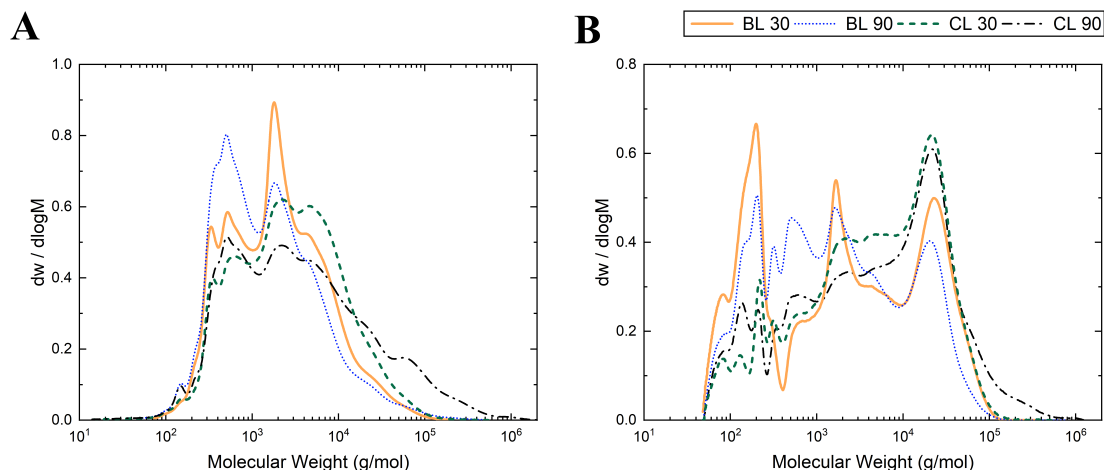 A
B
BL 30 BL 90 CL 30 CL 90
1.0
0.8
0.6
0.4
0.2
0.0
dw / dlogM
10^1 10^2 10^3 10^4 10^5 10^6
Molecular Weight (g/mol)
0.8
0.6
0.4
0.2
0.0
dw / dlogM
10^1 10^2 10^3 10^4 10^5 10^6
Molecular Weight (g/mol)